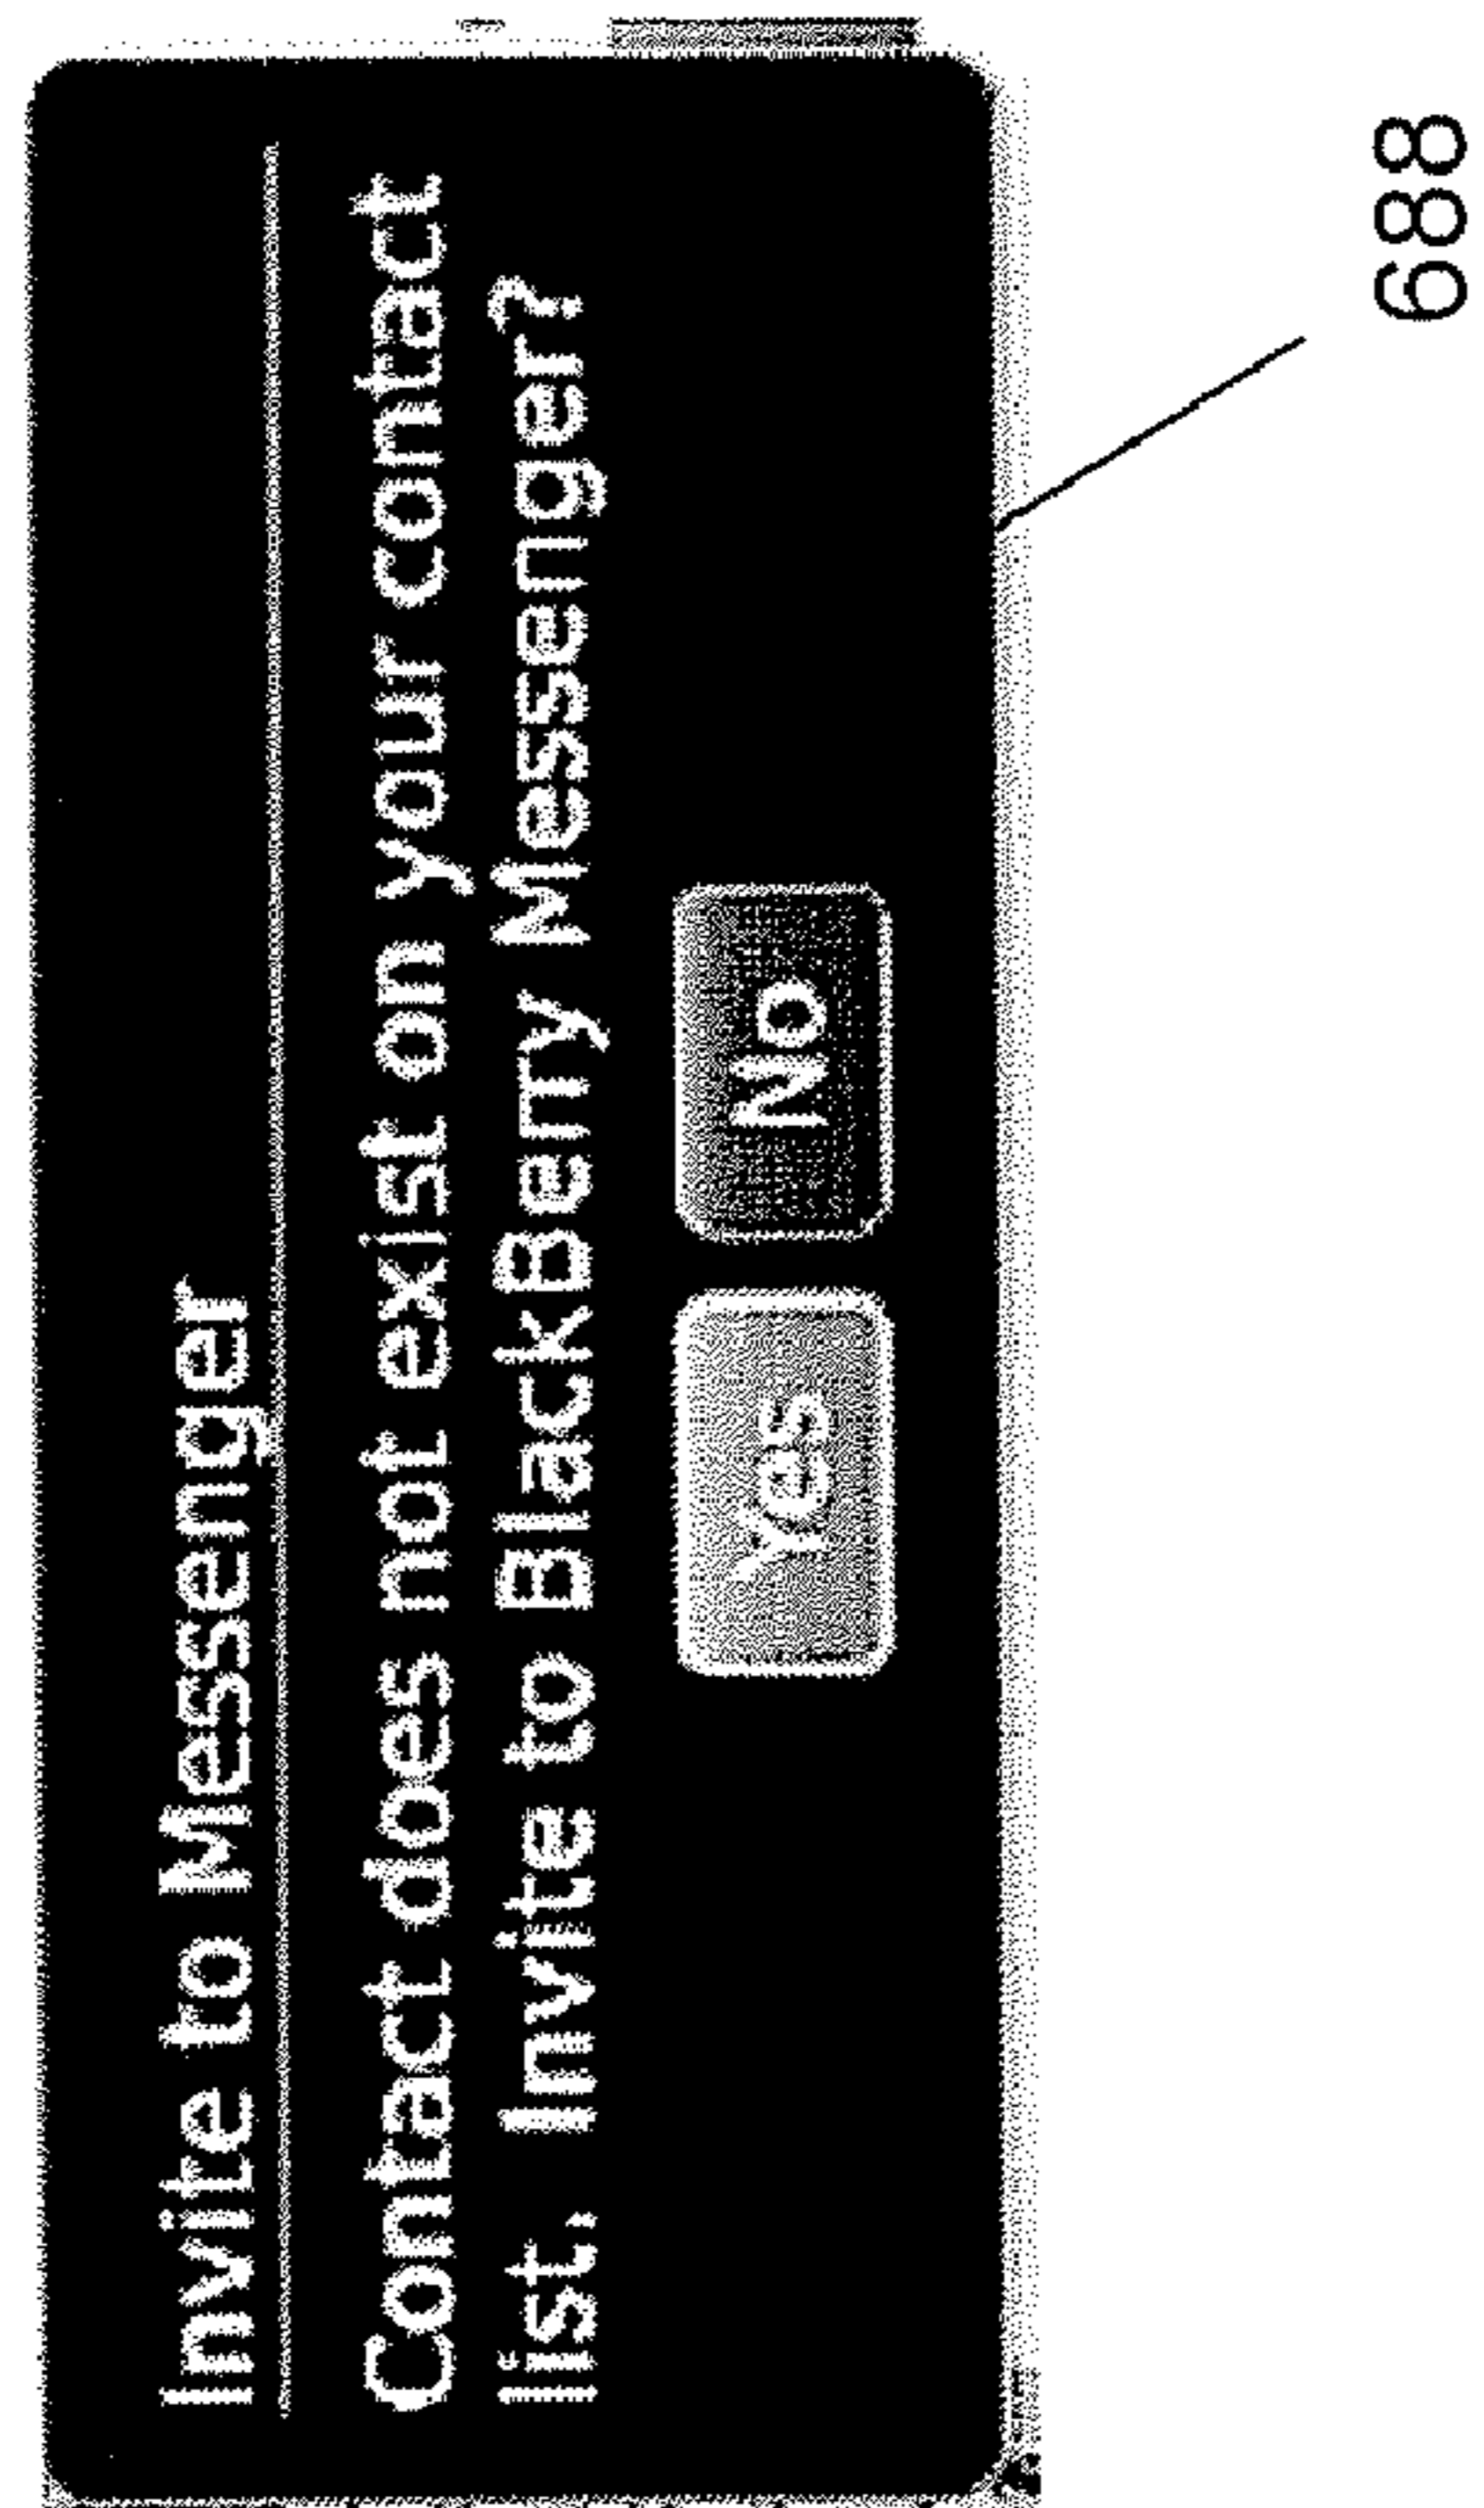 Invite to Messenger
Contact does not exist on your contact
list. Invite to BlackBerry Messenger?
Yes No
688